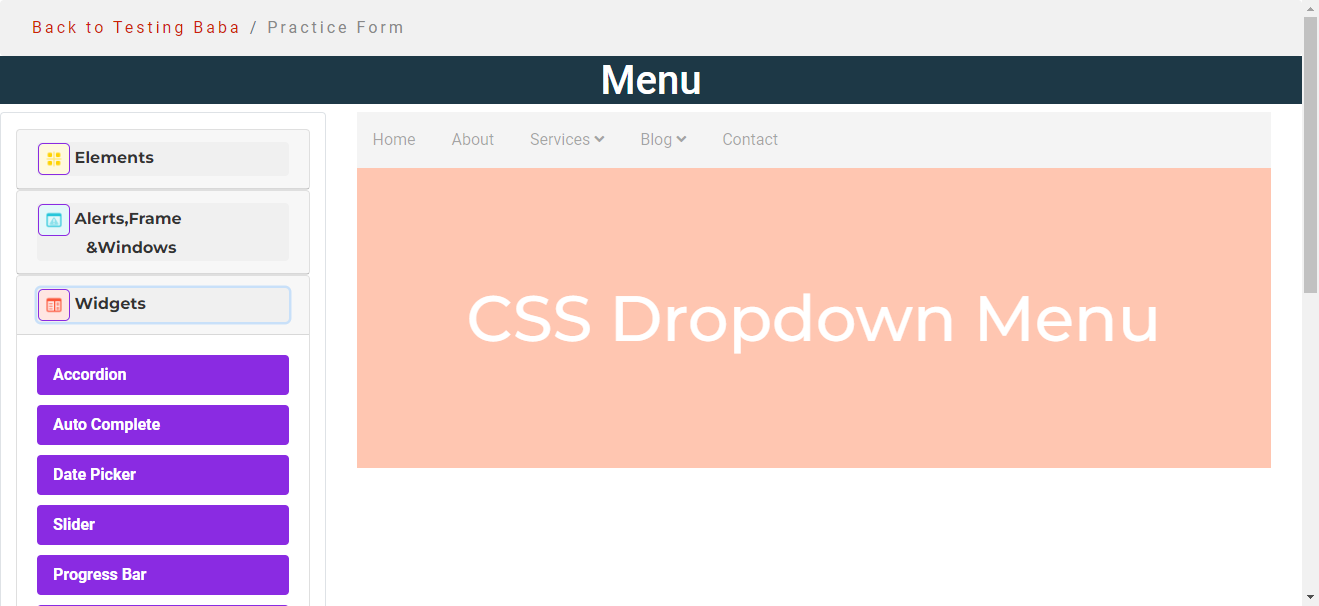 Back to Testing Baba / Practice Form
Menu
Elements
Alerts,Frame
&Windows
Widgets
Accordion
Auto Complete
Date Picker
Slider
Progress Bar
Home About Services Blog Contact
CSS Dropdown Menu